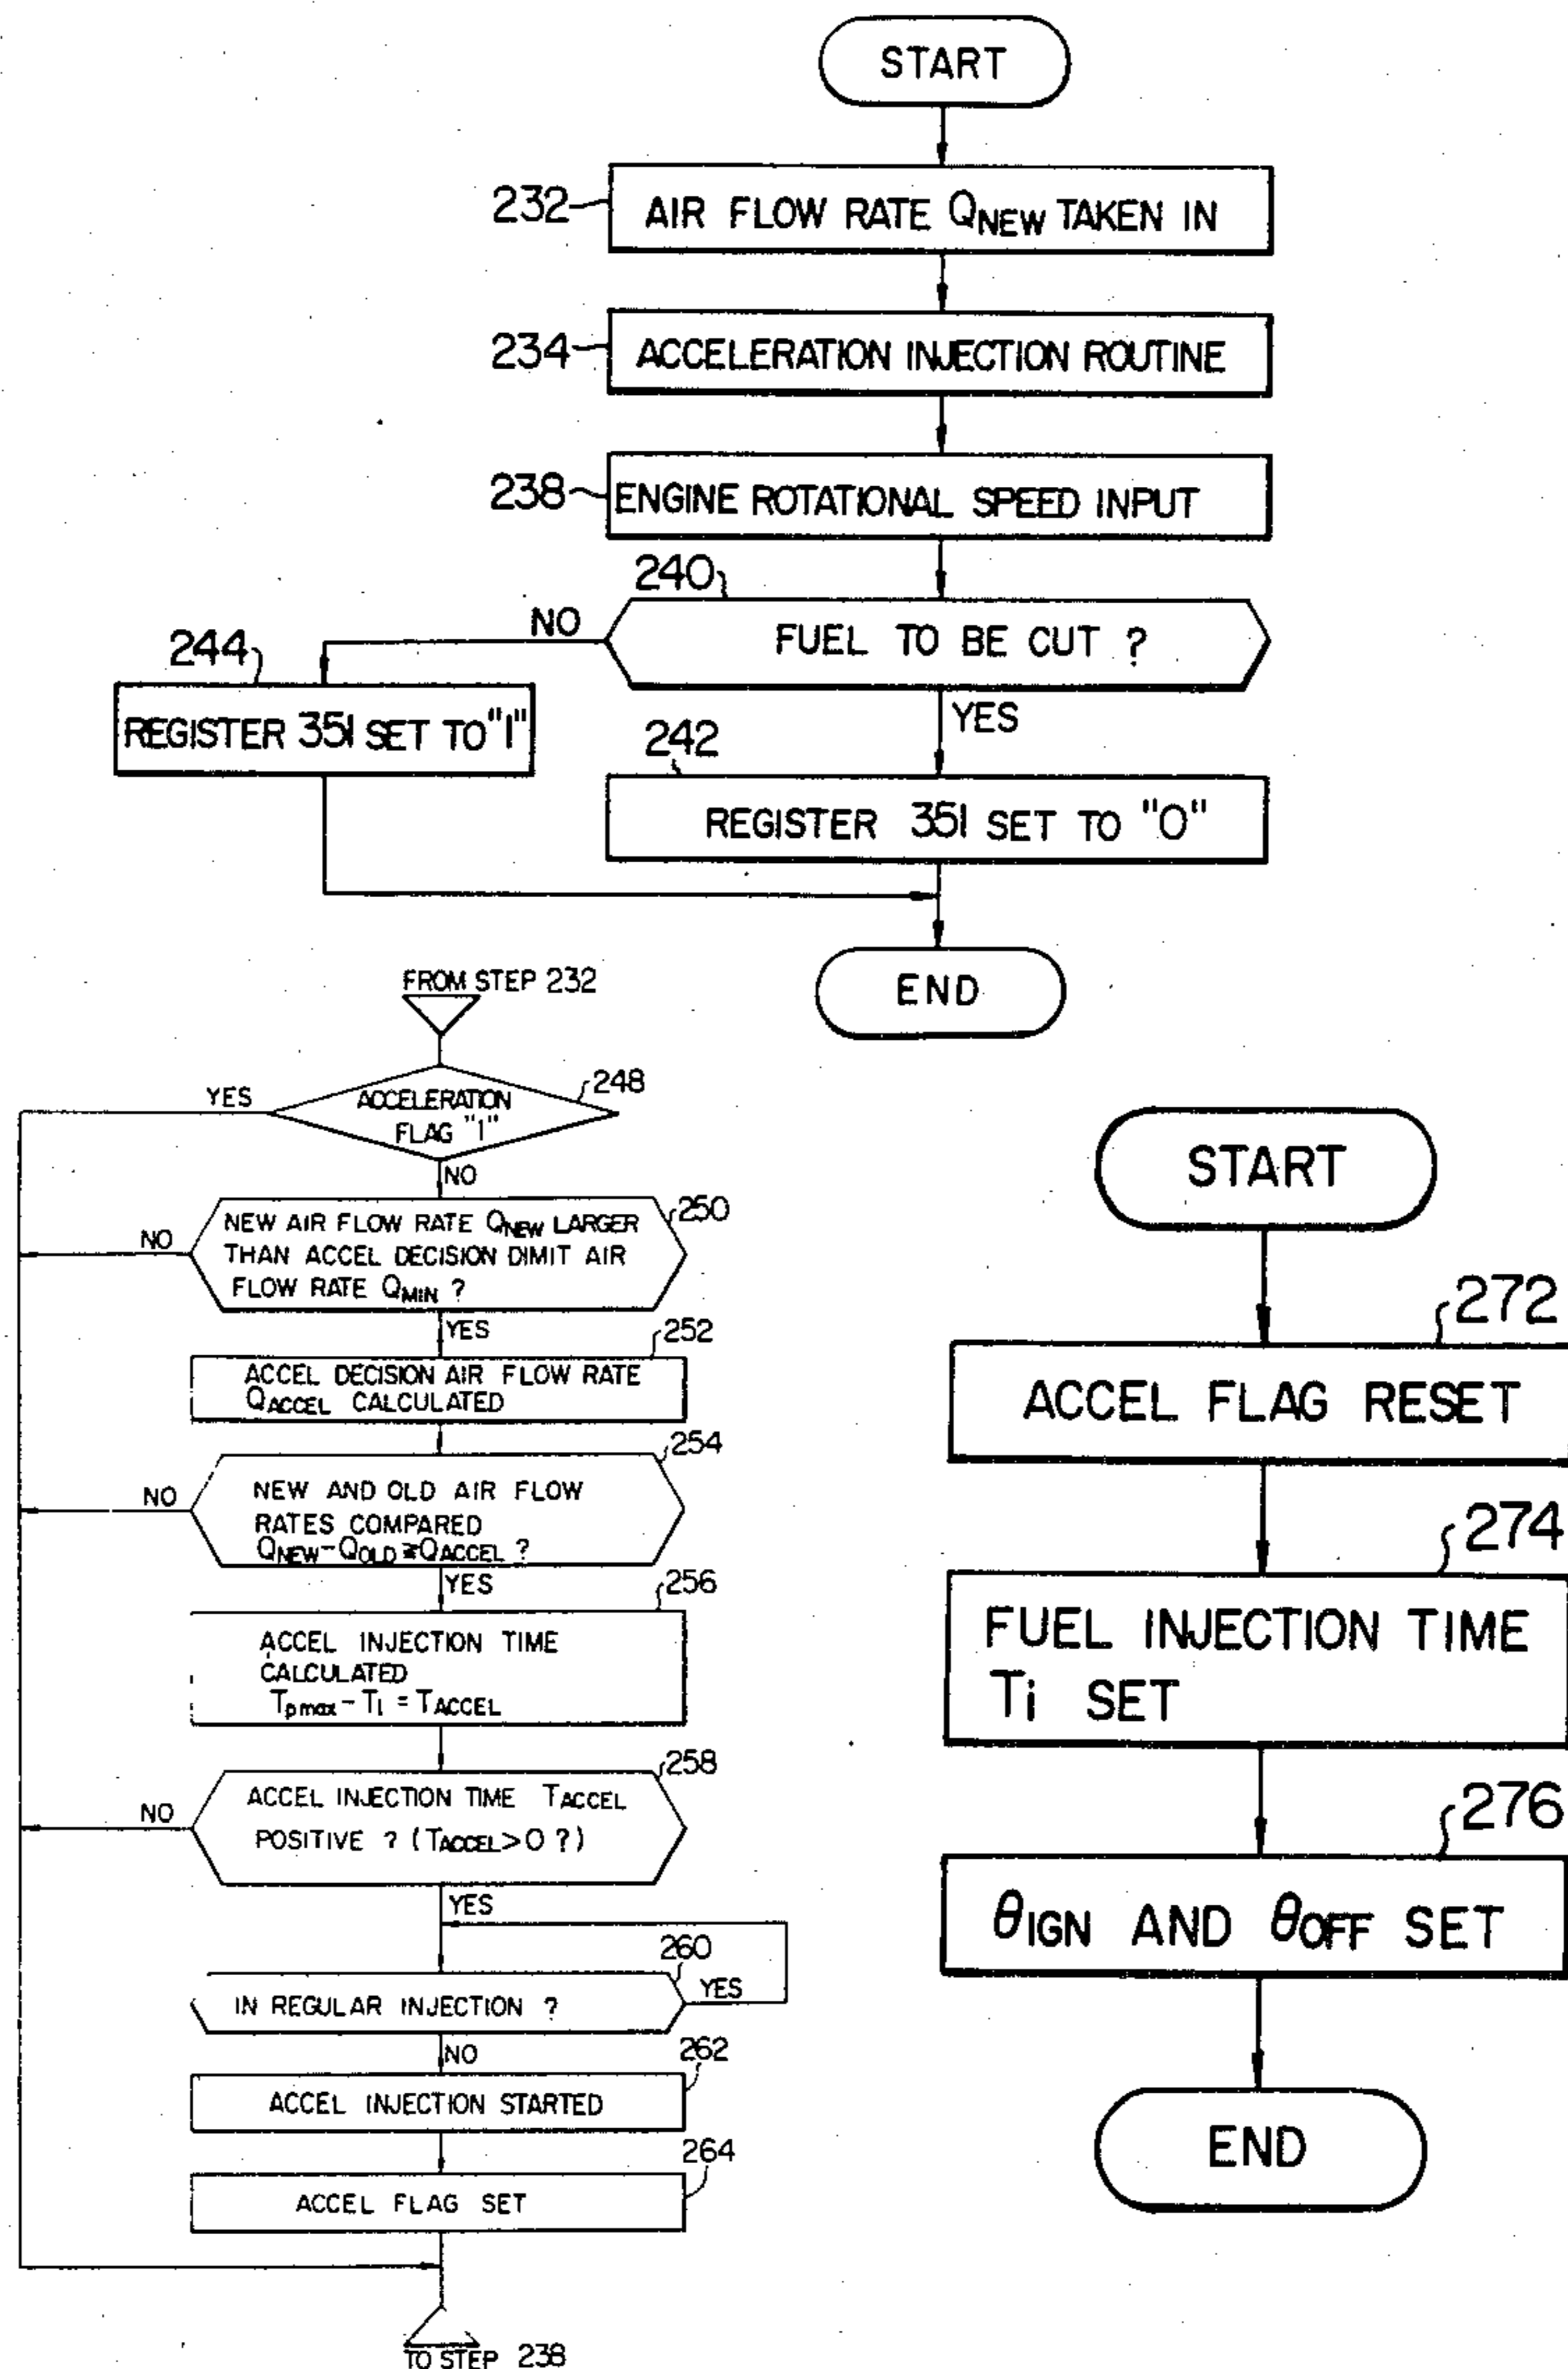 START
232
AIR FLOW RATE QNEW TAKEN IN
234
ACCELERATION INJECTION ROUTINE
238
ENGINE ROTATIONAL SPEED INPUT
240
NO
FUEL TO BE CUT ?
244
REGISTER 351 SET TO "1"
YES
242
REGISTER 351 SET TO "0"
END
FROM STEP 232
YES
ACCELERATION
FLAG "1"
248
NO
250
NEW AIR FLOW RATE QNEW LARGER
THAN ACCEL DECISION DIMIT AIR
FLOW RATE QMIN ?
NO
YES
252
ACCEL DECISION AIR FLOW RATE
QACCEL CALCULATED
254
NEW AND OLD AIR FLOW
RATES COMPARED
QNEW-QOLD≧QACCEL ?
NO
YES
256
ACCEL INJECTION TIME
CALCULATED
Tpmax - Ti = TACCEL
258
ACCEL INJECTION TIME TACCEL
POSITIVE ? (TACCEL>0 ?)
NO
YES
260
IN REGULAR INJECTION ?
YES
NO
262
ACCEL INJECTION STARTED
264
ACCEL FLAG SET
TO STEP 238
START
272
ACCEL FLAG RESET
274
FUEL INJECTION TIME
Ti SET
276
θIGN AND θOFF SET
END